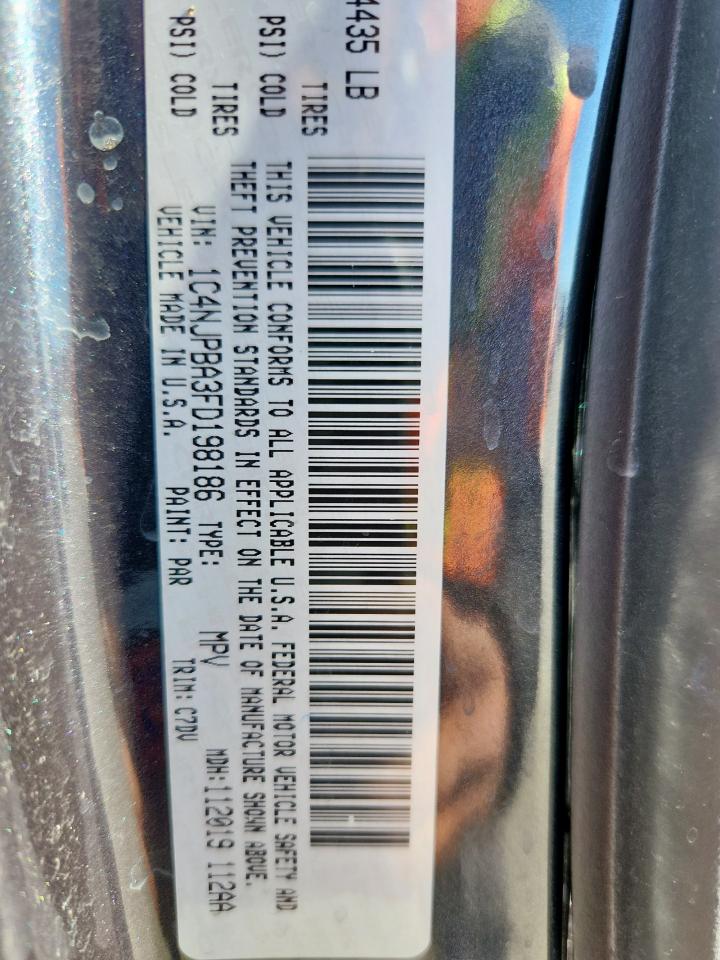 4435 LB
TIRES
PSI) COLD
TIRES
PSI) COLD
THIS VEHICLE CONFORMS TO ALL APPLICABLE U.S.A. FEDERAL MOTOR VEHICLE SAFETY AND
THEFT PREVENTION STANDARDS IN EFFECT ON THE DATE OF MANUFACTURE SHOWN ABOVE.
VIN: 1C4NJPBA3FD198186 TYPE: MPV MDH:112019 112AA
VEHICLE MADE IN U.S.A. PAINT: PAR TRIM: C7DV